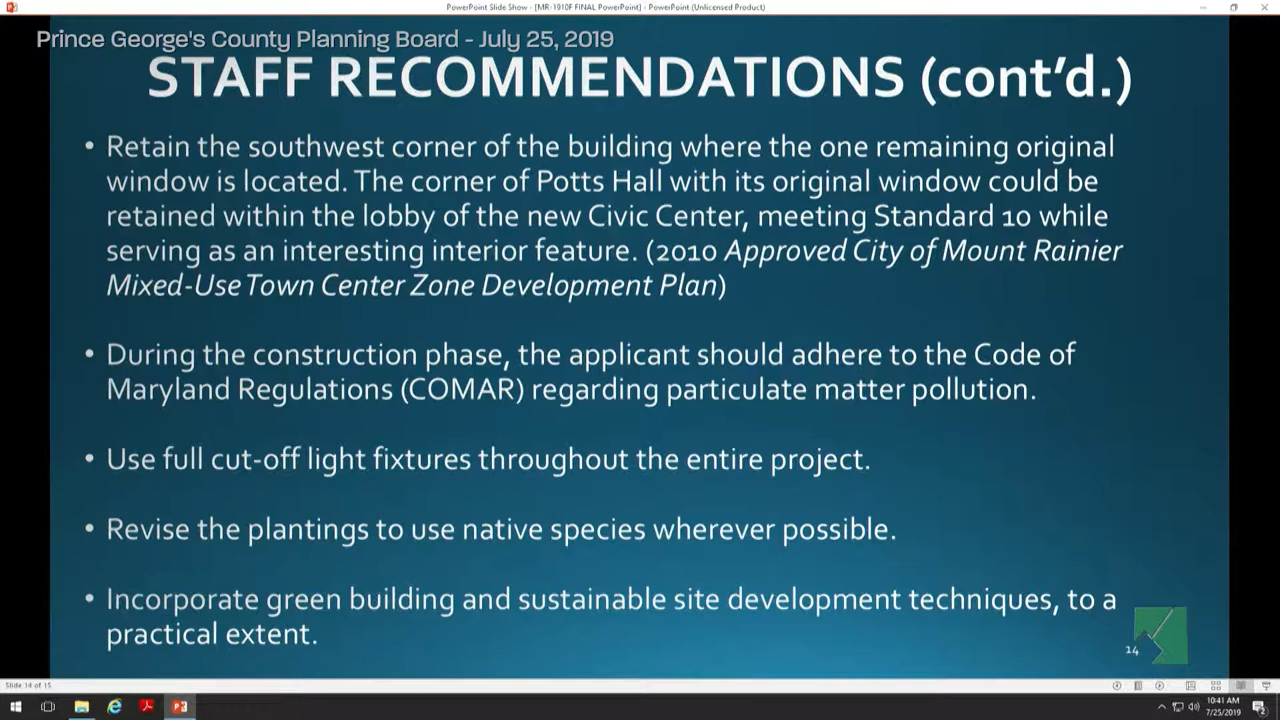 PowerPoint Slide Show - [MR-1910F FINAL PowerPoint] - PowerPoint (Unlicensed Product)
Prince George's County Planning Board - July 25, 2019
STAFF RECOMMENDATIONS (cont'd.)
• Retain the southwest corner of the building where the one remaining original
window is located. The corner of Potts Hall with its original window could be
retained within the lobby of the new Civic Center, meeting Standard 10 while
serving as an interesting interior feature. (2010 Approved City of Mount Rainier
Mixed-Use Town Center Zone Development Plan)
• During the construction phase, the applicant should adhere to the Code of
Maryland Regulations (COMAR) regarding particulate matter pollution.
• Use full cut-off light fixtures throughout the entire project.
• Revise the plantings to use native species wherever possible.
• Incorporate green building and sustainable site development techniques, to a
practical extent.
14
Slide 14 of 15
10:41 AM
7/25/2019
2